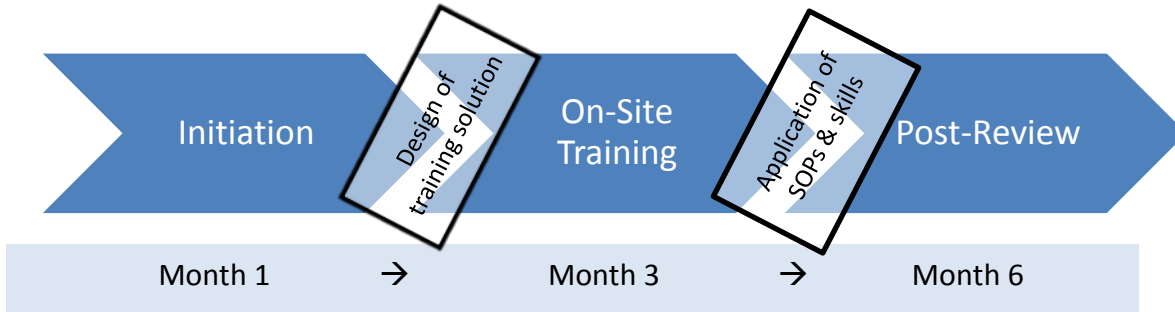 Initiation
Design of
training solution
On-Site
Training
Application of
SOPs & skills
Post-Review
Month 1 → Month 3 → Month 6